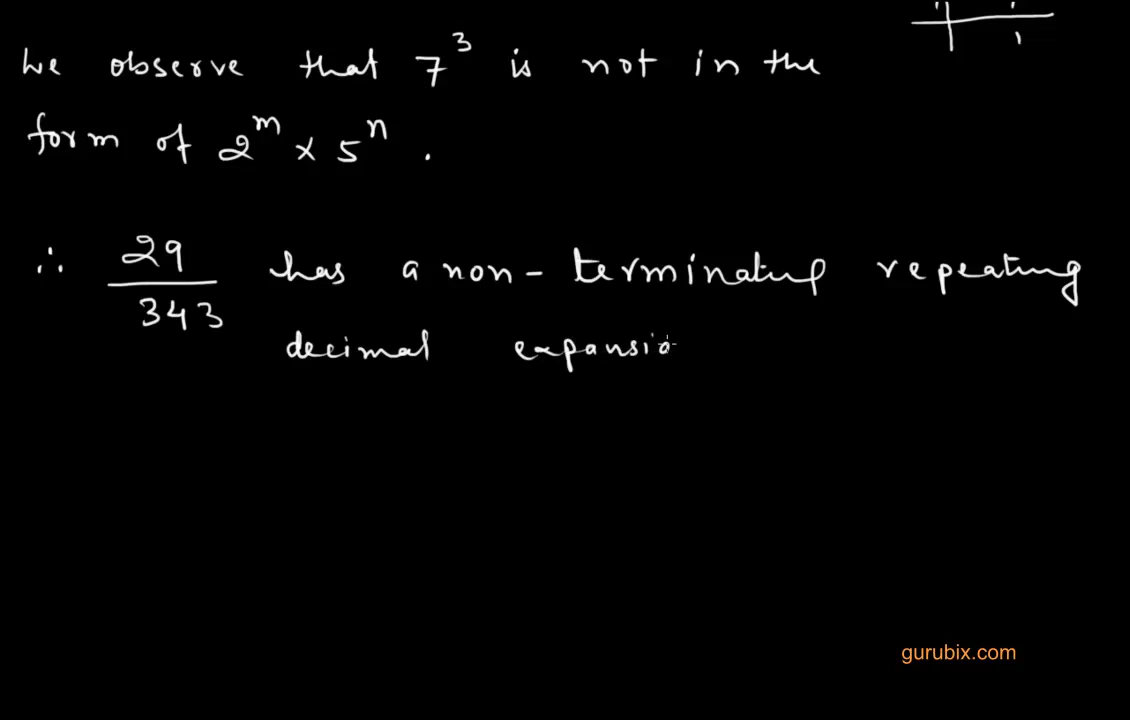 We observe that 7³ is not in the
form of 2ᵐ × 5ⁿ .
∴ 29/343 has a non-terminating repeating
decimal expansio
gurubix.com